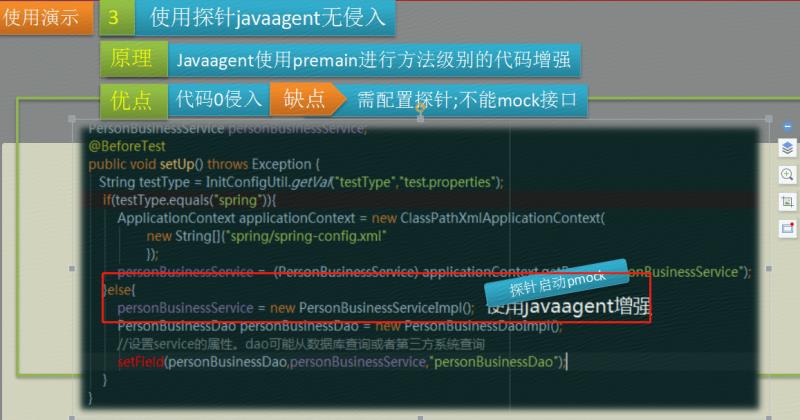 使用演示
3
使用探针javaagent无侵入
原理
Javaagent使用premain进行方法级别的代码增强
优点
代码0侵入
缺点
需配置探针;不能mock接口
PersonBusinessService personBusinessService;
@BeforeTest
public void setUp() throws Exception {
String testType = InitConfigUtil.getVal("testType","test.properties");
if(testType.equals("spring")){
ApplicationContext applicationContext = new ClassPathXmlApplicationContext(
new String[]{"spring/spring-config.xml"
});
personBusinessService = (PersonBusinessService) applicationContext.
onBusinessService");
探针启动pmock
}else{
personBusinessService = new PersonBusinessServiceImpl();
使用javaagent增强
PersonBusinessDao personBusinessDao = new PersonBusinessDaoImpl();
//设置service的属性。dao可能从数据库查询或者第三方系统查询
setField(personBusinessDao,personBusinessService,"personBusinessDao");
}
}